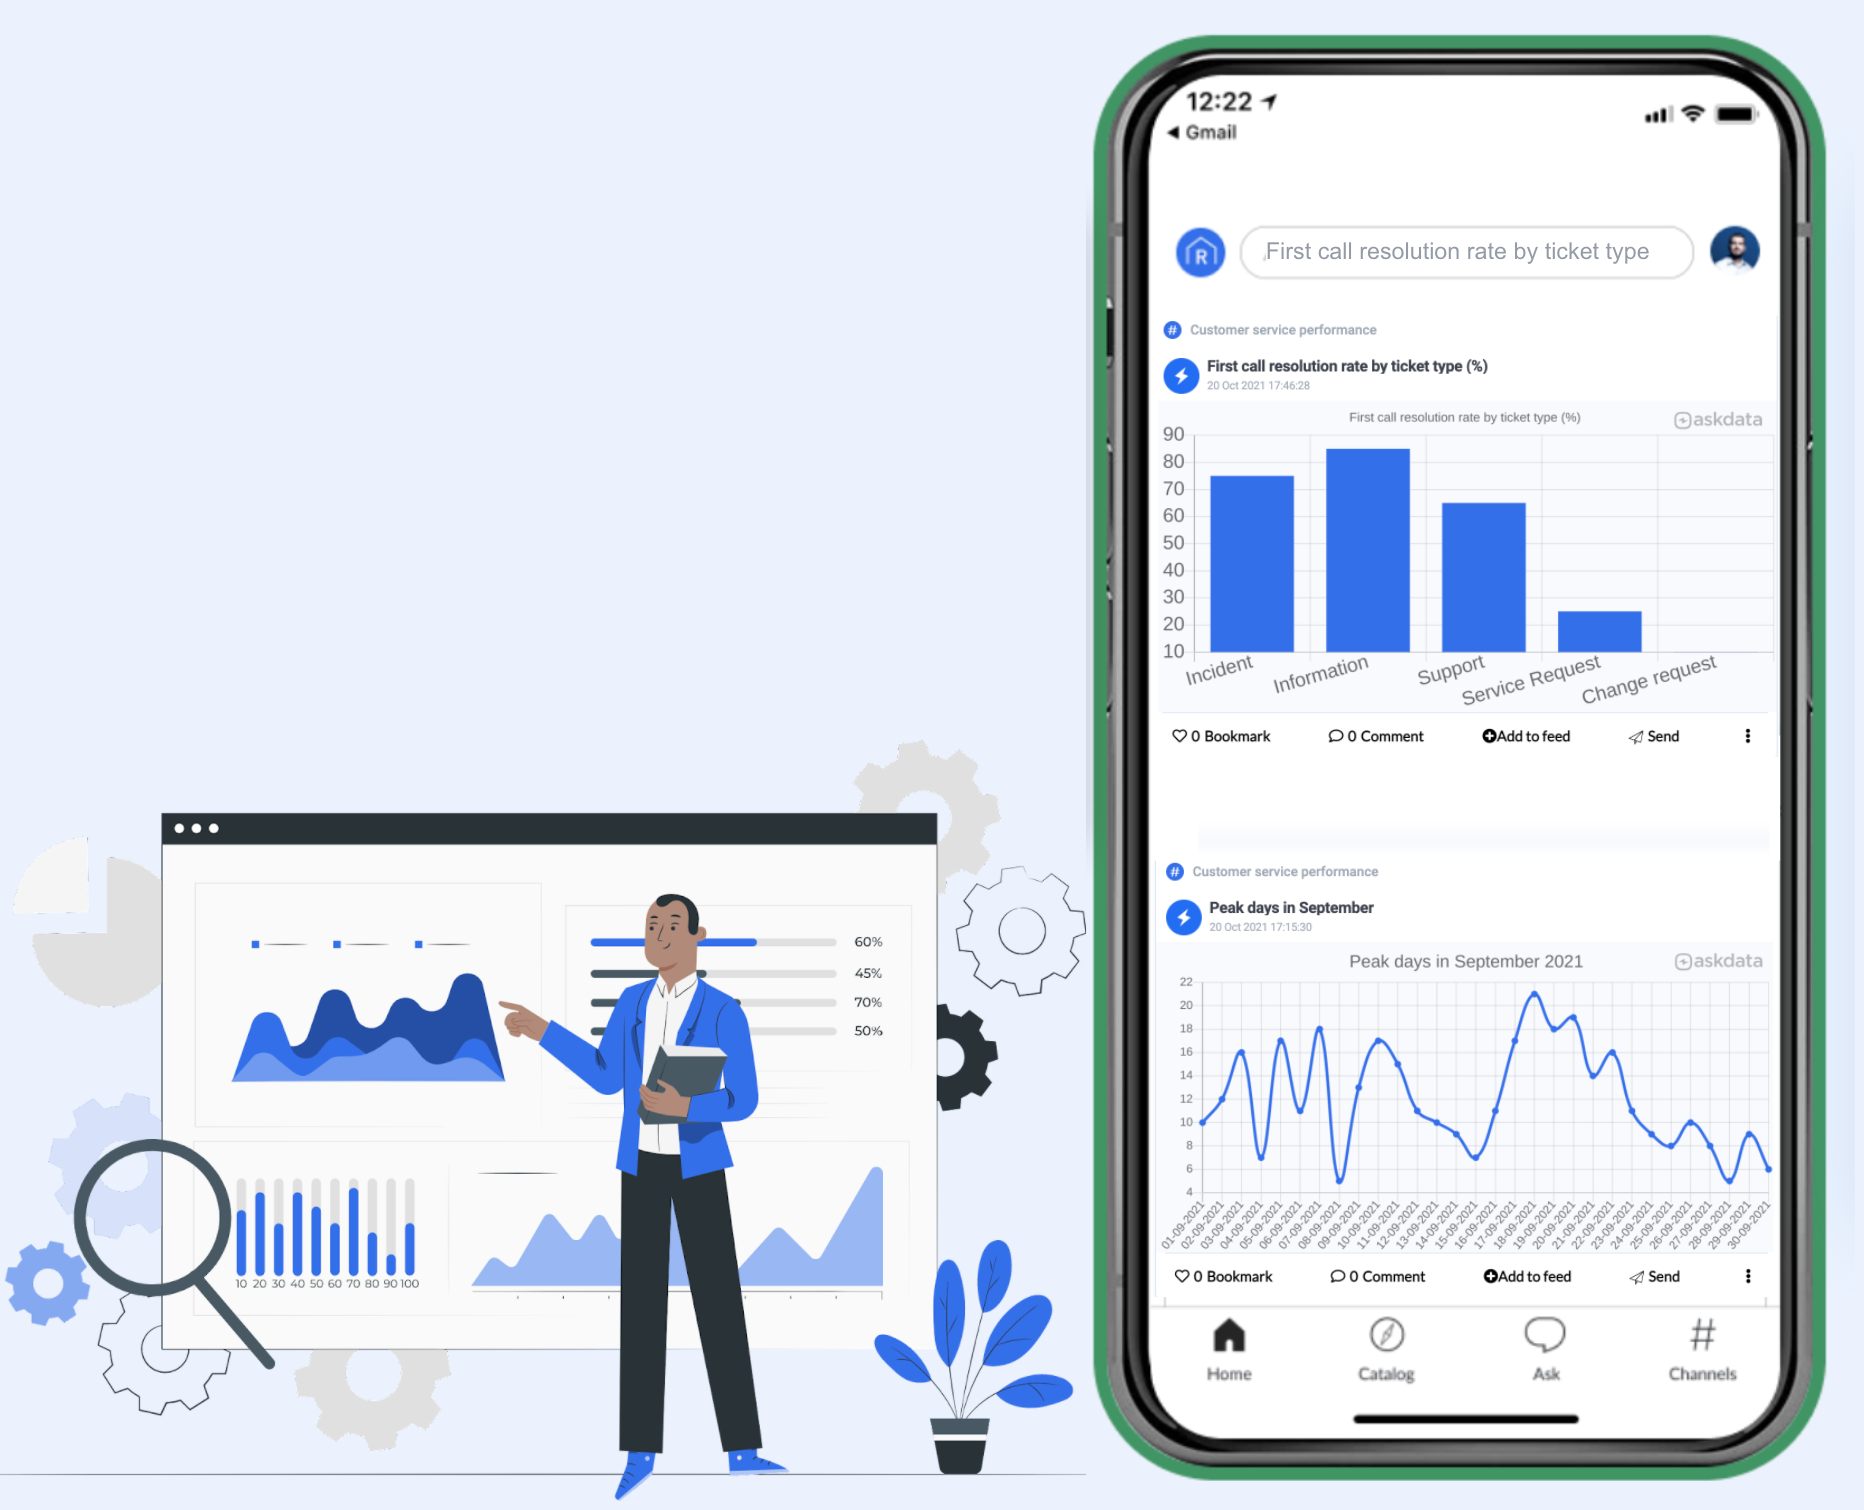 12:22
Gmail
R
First call resolution rate by ticket type
# Customer service performance
First call resolution rate by ticket type (%)
20 Oct 2021 17:46:28
First call resolution rate by ticket type (%)
askdata
90
80
70
60
50
40
30
20
10
Incident
Information
Support
Service Request
Change request
0 Bookmark
0 Comment
Add to feed
Send
# Customer service performance
Peak days in September
20 Oct 2021 17:15:30
Peak days in September 2021
askdata
22
20
18
16
14
12
10
8
6
4
01-09-2021
02-09-2021
03-09-2021
04-09-2021
05-09-2021
06-09-2021
07-09-2021
08-09-2021
09-09-2021
10-09-2021
11-09-2021
12-09-2021
13-09-2021
14-09-2021
15-09-2021
16-09-2021
17-09-2021
18-09-2021
19-09-2021
20-09-2021
21-09-2021
22-09-2021
23-09-2021
24-09-2021
25-09-2021
26-09-2021
27-09-2021
28-09-2021
29-09-2021
30-09-2021
0 Bookmark
0 Comment
Add to feed
Send
Home
Catalog
Ask
# Channels
60%
45%
70%
50%
10 20 30 40 50 60 70 80 90 100